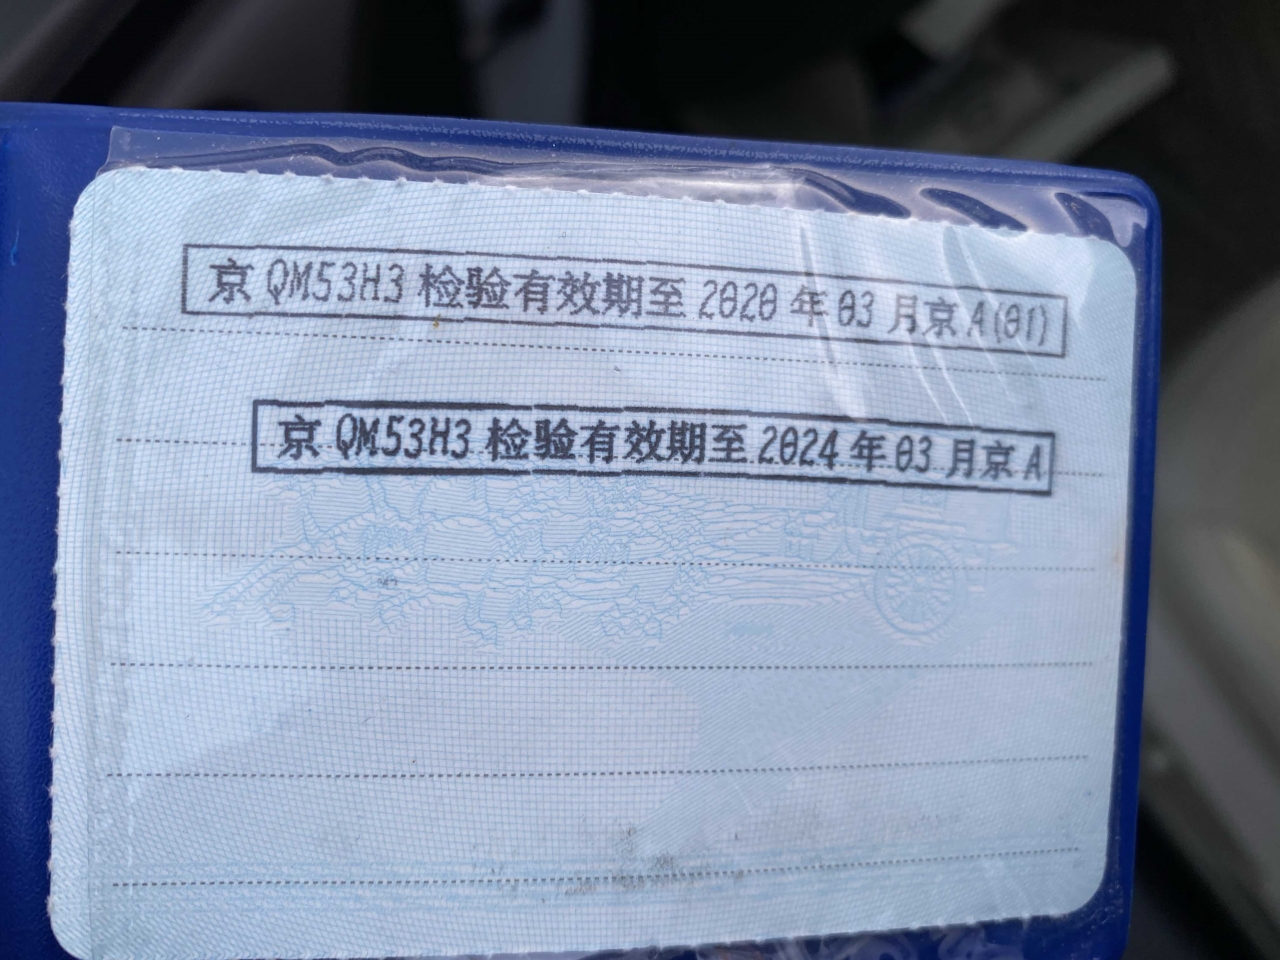 京 QM53H3 检验有效期至 2020 年 03 月京 A(01)
京 QM53H3 检验有效期至 2024 年 03 月京 A